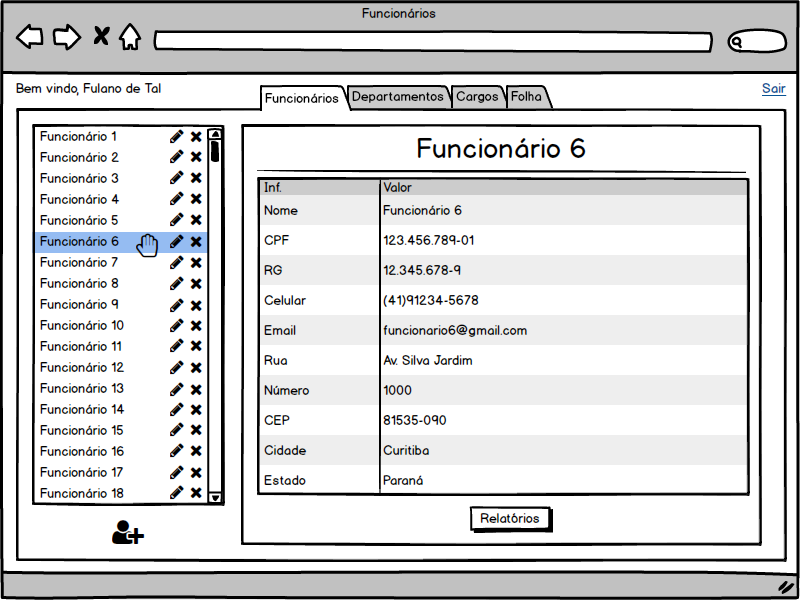 Funcionários
Bem vindo, Fulano de Tal
Funcionários Departamentos Cargos Folha
Sair
Funcionário 1
Funcionário 2
Funcionário 3
Funcionário 4
Funcionário 5
Funcionário 6
Funcionário 7
Funcionário 8
Funcionário 9
Funcionário 10
Funcionário 11
Funcionário 12
Funcionário 13
Funcionário 14
Funcionário 15
Funcionário 16
Funcionário 17
Funcionário 18
Funcionário 6
Inf. Valor
Nome Funcionário 6
CPF 123.456.789-01
RG 12.345.678-9
Celular (41)91234-5678
Email funcionario6@gmail.com
Rua Av. Silva Jardim
Número 1000
CEP 81535-090
Cidade Curitiba
Estado Paraná
Relatórios